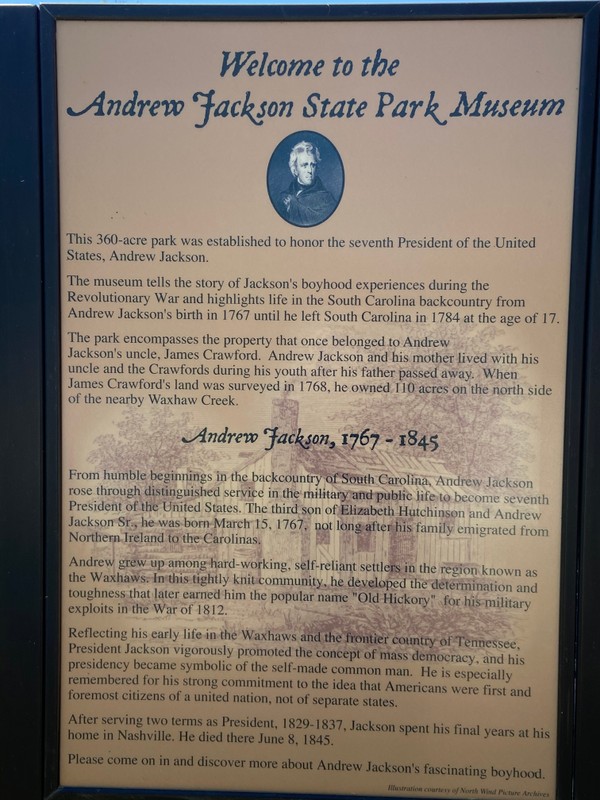 Welcome to the
Andrew Jackson State Park Museum
This 360-acre park was established to honor the seventh President of the United
States, Andrew Jackson.
The museum tells the story of Jackson's boyhood experiences during the
Revolutionary War and highlights life in the South Carolina backcountry from
Andrew Jackson's birth in 1767 until he left South Carolina in 1784 at the age of 17.
The park encompasses the property that once belonged to Andrew
Jackson's uncle, James Crawford. Andrew Jackson and his mother lived with his
uncle and the Crawfords during his youth after his father passed away. When
James Crawford's land was surveyed in 1768, he owned 110 acres on the north side
of the nearby Waxhaw Creek.
Andrew Jackson, 1767 - 1845
From humble beginnings in the backcountry of South Carolina, Andrew Jackson
rose through distinguished service in the military and public life to become seventh
President of the United States. The third son of Elizabeth Hutchinson and Andrew
Jackson Sr., he was born March 15, 1767, not long after his family emigrated from
Northern Ireland to the Carolinas.
Andrew grew up among hard-working, self-reliant settlers in the region known as
the Waxhaws. In this tightly knit community, he developed the determination and
toughness that later earned him the popular name "Old Hickory" for his military
exploits in the War of 1812.
Reflecting his early life in the Waxhaws and the frontier country of Tennessee,
President Jackson vigorously promoted the concept of mass democracy, and his
presidency became symbolic of the self-made common man. He is especially
remembered for his strong commitment to the idea that Americans were first and
foremost citizens of a united nation, not of separate states.
After serving two terms as President, 1829-1837, Jackson spent his final years at his
home in Nashville. He died there June 8, 1845.
Please come on in and discover more about Andrew Jackson's fascinating boyhood.
Illustration courtesy of North Wind Picture Archives